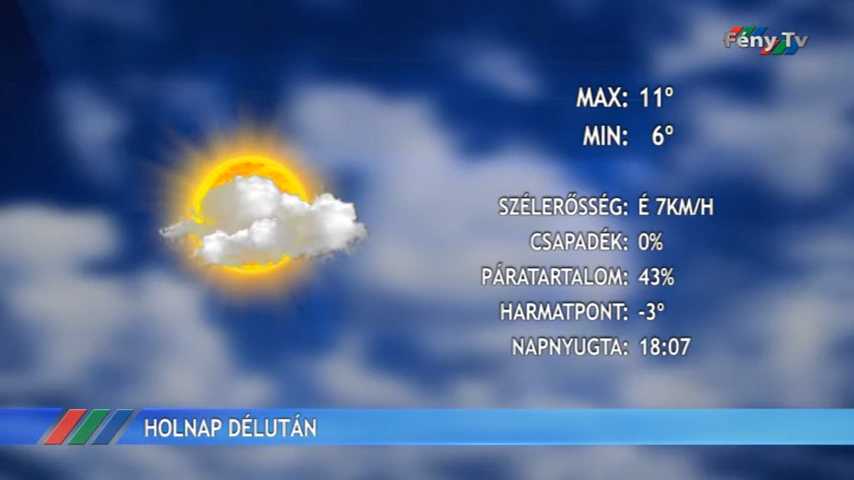 Fény Tv
MAX: 11°
MIN: 6°
SZÉLERŐSSÉG: É 7KM/H
CSAPADÉK: 0%
PÁRATARTALOM: 43%
HARMATPONT: -3°
NAPNYUGTA: 18:07
HOLNAP DÉLUTÁN